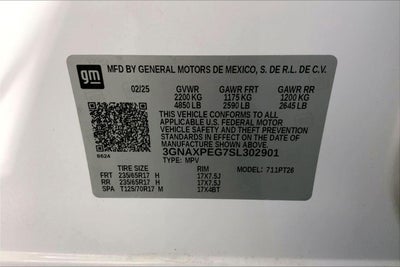 gm
MFD BY GENERAL MOTORS DE MEXICO, S. DE R.L. DE C.V.
02/25 GVWR GAWR FRT GAWR RR
2200 KG 1175 KG 1200 KG
4850 LB 2590 LB 2645 LB
THIS VEHICLE CONFORMS TO ALL
APPLICABLE U.S. FEDERAL MOTOR VEHICLE
SAFETY AND THEFT PREVENTION STANDARDS
IN EFFECT ON THE DATE OF MANUFACTURE
SHOWN ABOVE.
3GNAXPEG7SL302901
TYPE: MPV
MODEL: 711PT26
TIRE SIZE RIM
FRT 235/65R17 H 17X7.5J
RR 235/65R17 H 17X7.5J
SPA T125/70R17 M 17X4BT